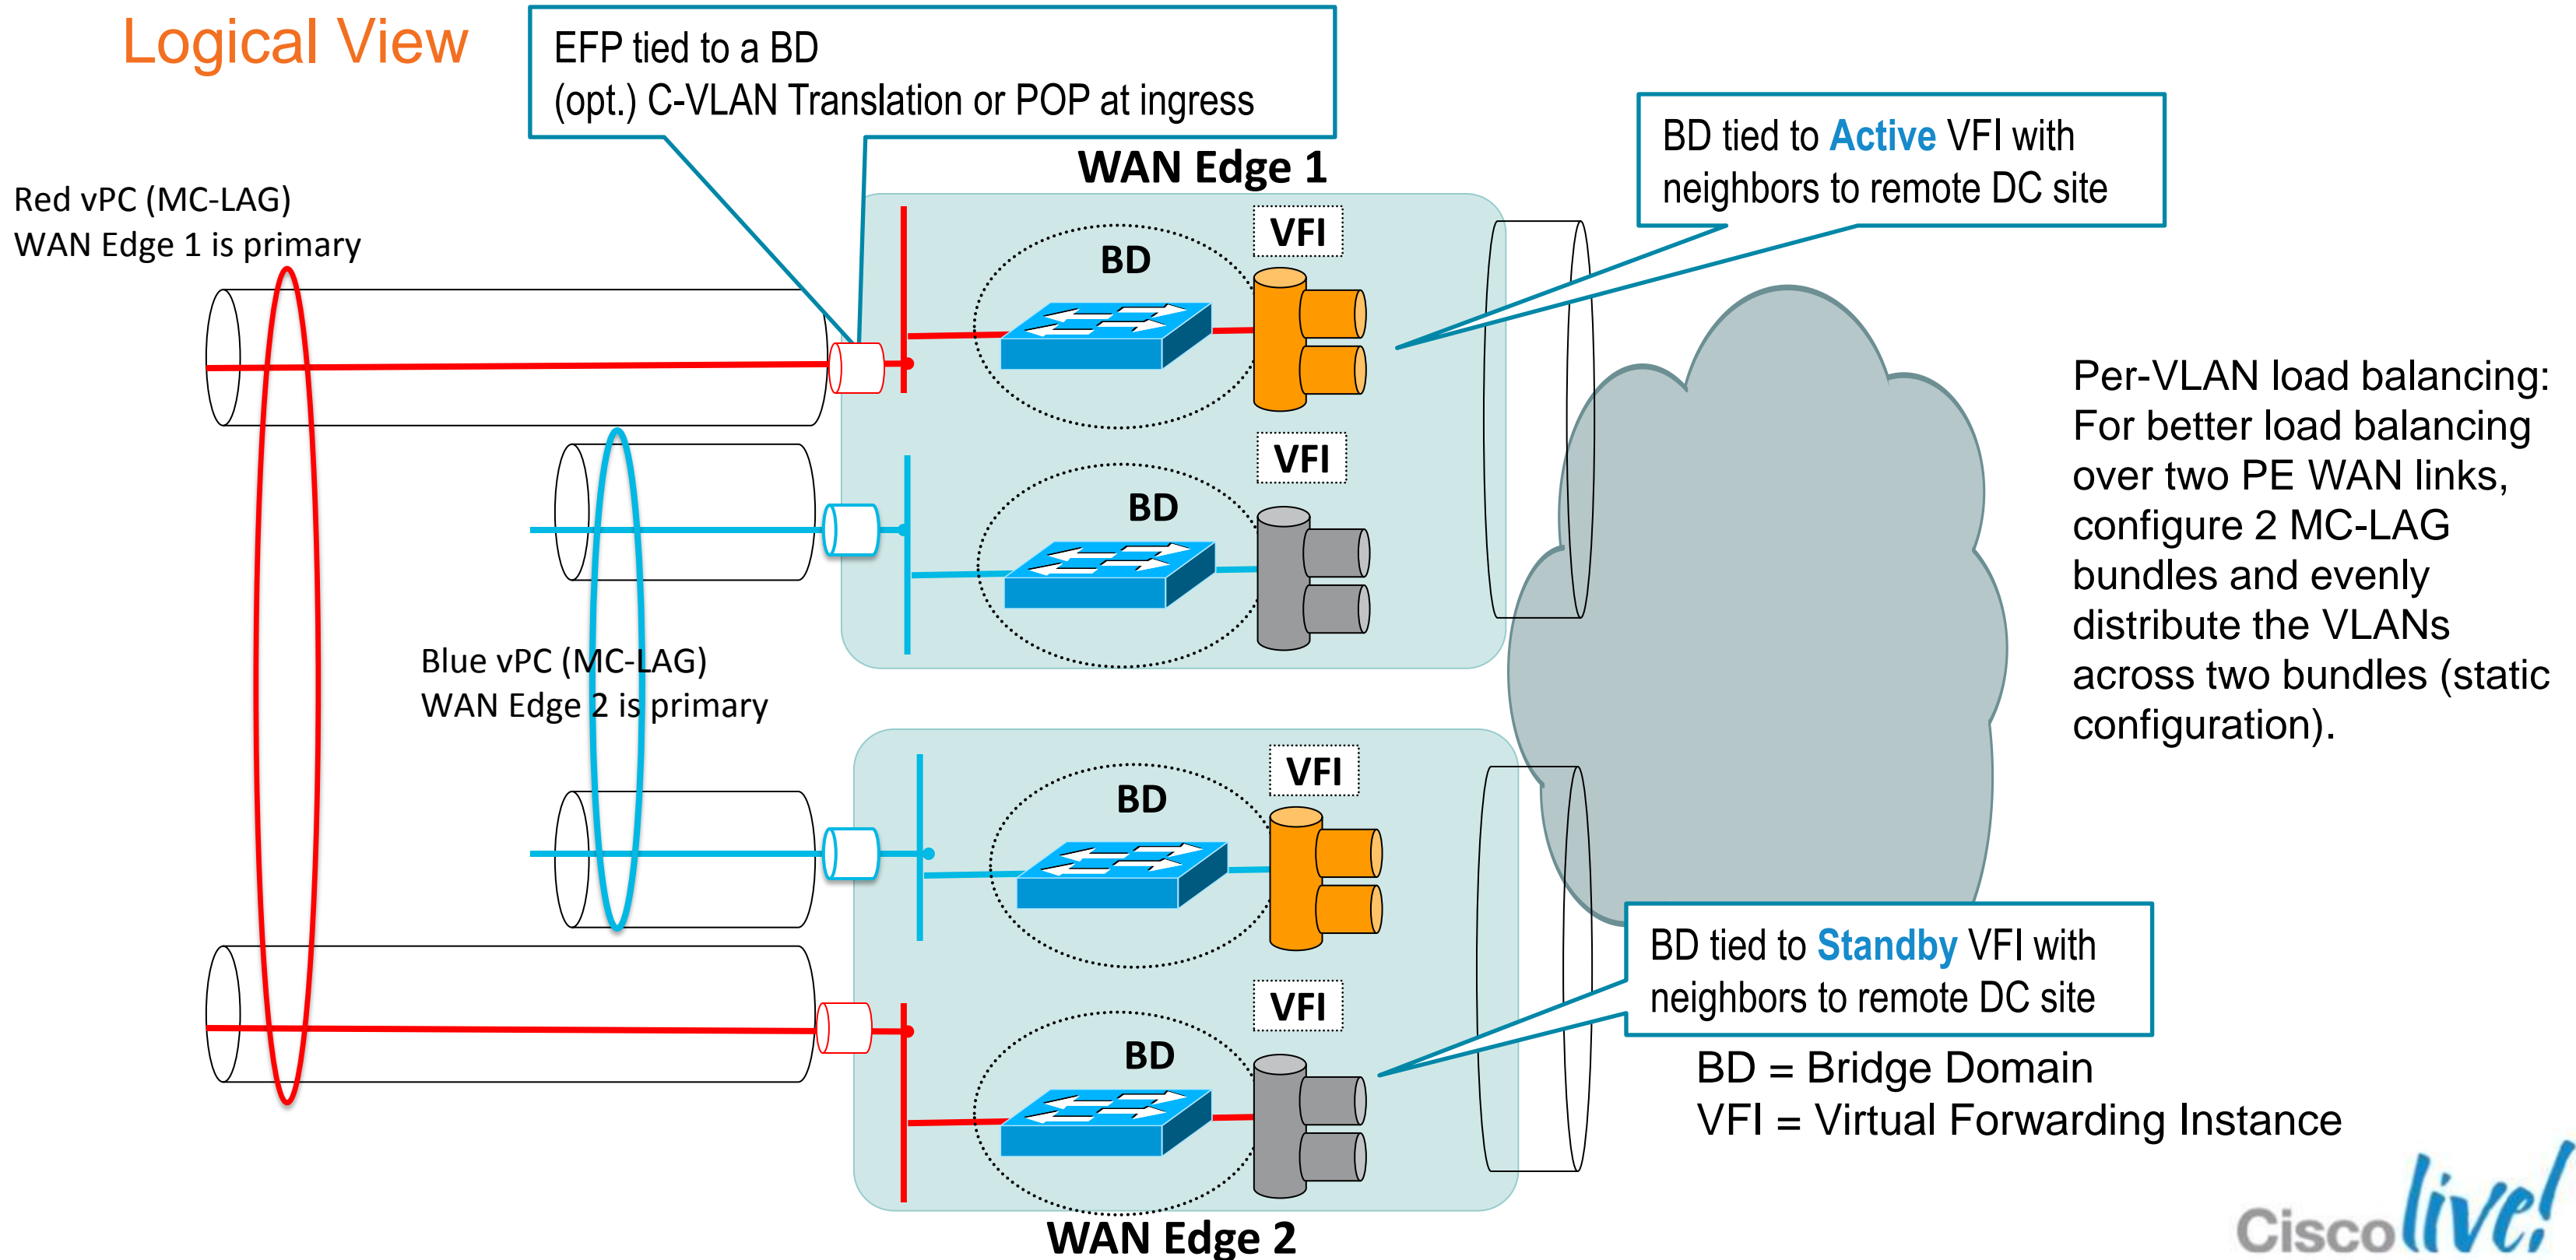 Logical View
EFP tied to a BD
(opt.) C-VLAN Translation or POP at ingress
WAN Edge 1
BD tied to Active VFI with
neighbors to remote DC site
Red vPC (MC-LAG)
WAN Edge 1 is primary
VFI
BD
VFI
BD
Per-VLAN load balancing:
For better load balancing
over two PE WAN links,
configure 2 MC-LAG
bundles and evenly
distribute the VLANs
across two bundles (static
configuration).
Blue vPC (MC-LAG)
WAN Edge 2 is primary
VFI
BD
VFI
BD
BD tied to Standby VFI with
neighbors to remote DC site
BD = Bridge Domain
VFI = Virtual Forwarding Instance
WAN Edge 2
Cisco live!